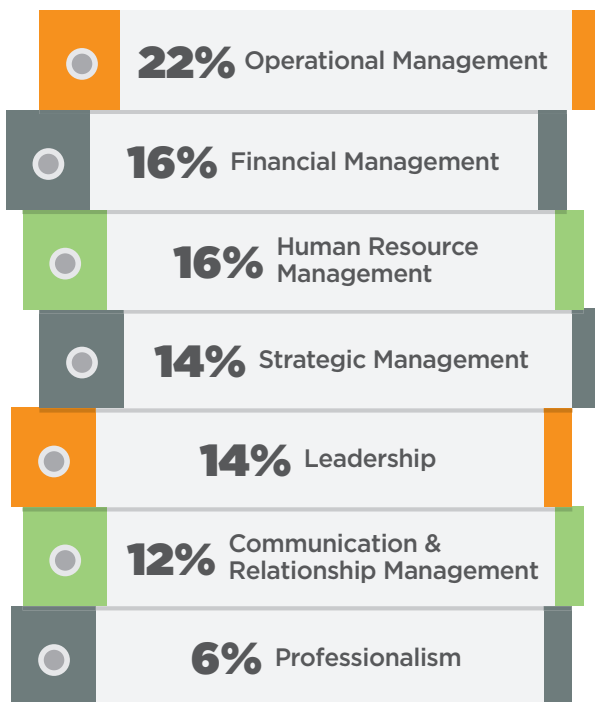 22% Operational Management
16% Financial Management
16% Human Resource
Management
14% Strategic Management
14% Leadership
12% Communication &
Relationship Management
6% Professionalism